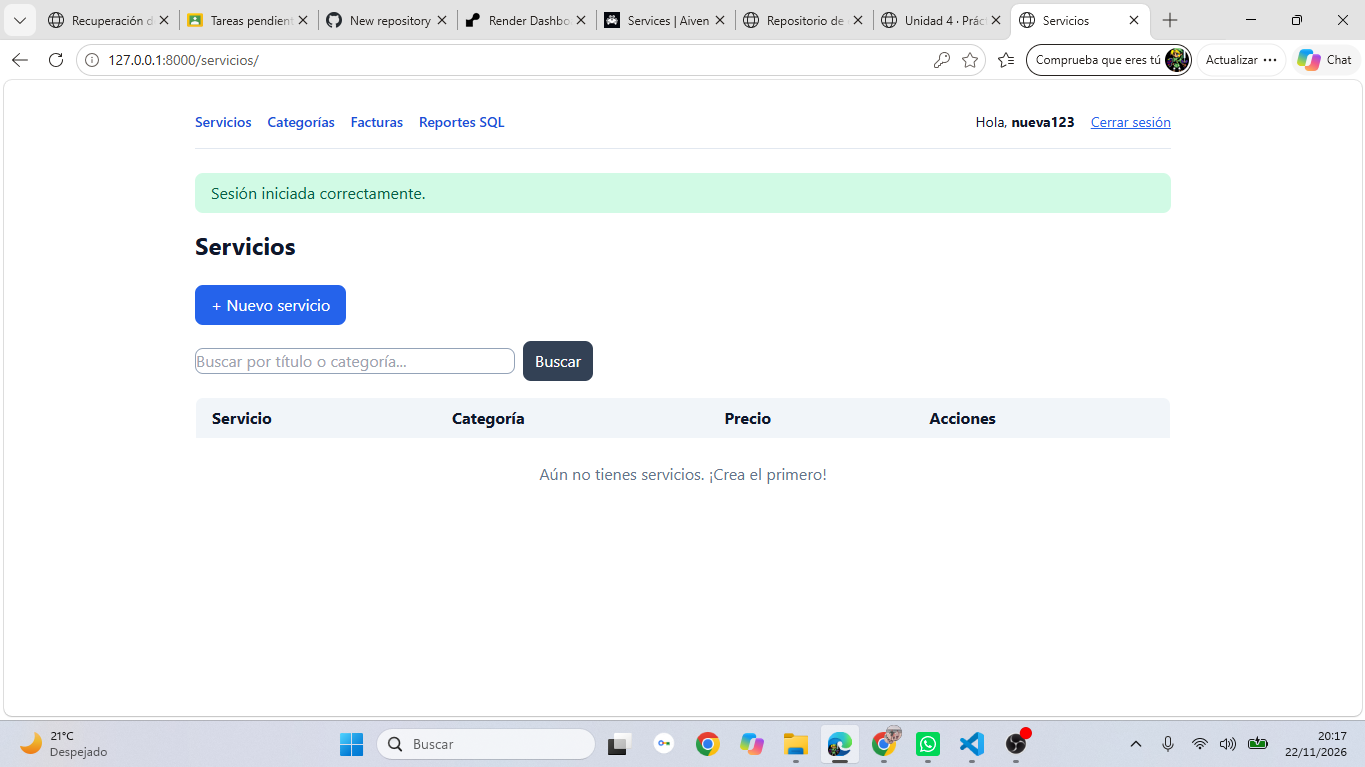 Recuperación d
Tareas pendient
New repository
Render Dashbo
Services | Aiven
Repositorio de
Unidad 4 · Prác
Servicios
127.0.0.1:8000/servicios/
Comprueba que eres tú
Actualizar
Chat
Servicios Categorías Facturas Reportes SQL
Hola, nueva123 Cerrar sesión
Sesión iniciada correctamente.
Servicios
+ Nuevo servicio
Buscar por título o categoría...
Buscar
Servicio Categoría Precio Acciones
Aún no tienes servicios. ¡Crea el primero!
21°C
Despejado
Buscar
20:17
22/11/2026